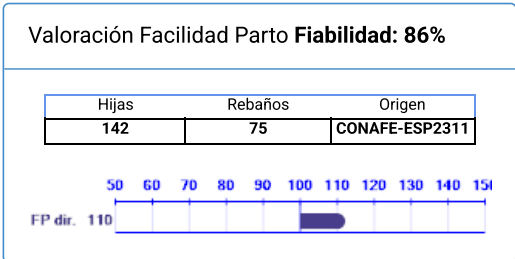 Valoración Facilidad Parto Fiabilidad: 86%
Hijas Rebaños Origen
142 75 CONAFE-ESP2311
50 60 70 80 90 100 110 120 130 140
FP dir. 110